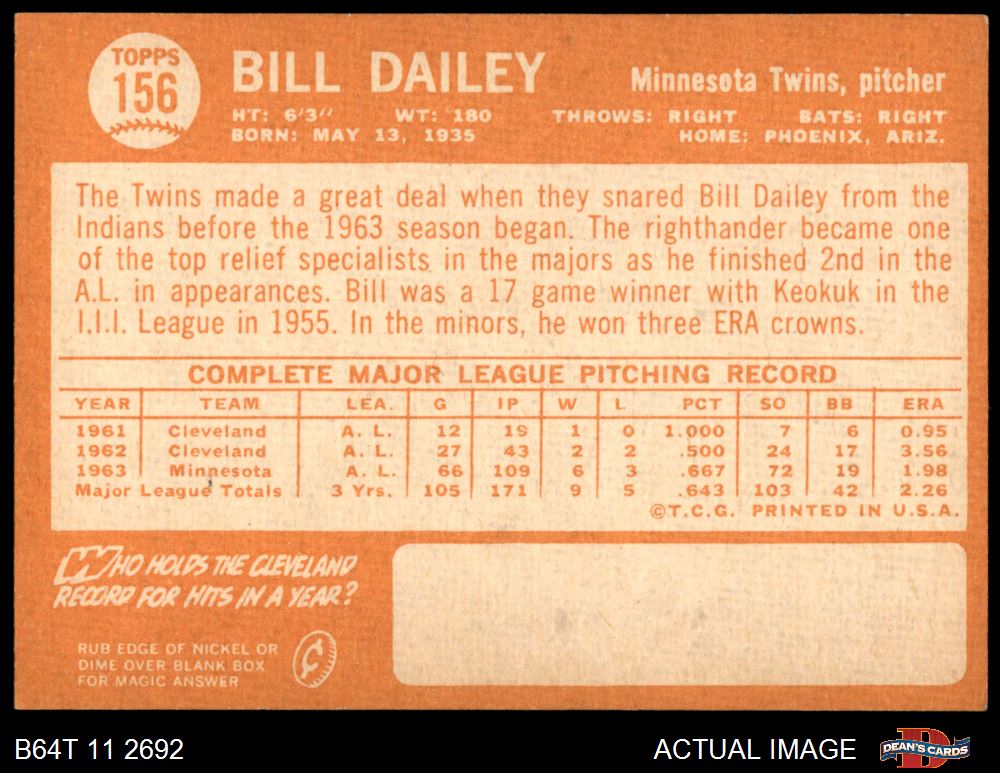 TOPPS
156
BILL DAILEY
Minnesota Twins, pitcher
HT: 6'3" WT: 180 THROWS: RIGHT BATS: RIGHT
BORN: MAY 13, 1935 HOME: PHOENIX, ARIZ.
The Twins made a great deal when they snared Bill Dailey from the
Indians before the 1963 season began. The righthander became one
of the top relief specialists in the majors as he finished 2nd in the
A.L. in appearances. Bill was a 17 game winner with Keokuk in the
I.I.I. League in 1955. In the minors, he won three ERA crowns.
COMPLETE MAJOR LEAGUE PITCHING RECORD
YEAR TEAM LEA. G IP W L PCT SO BB ERA
1961 Cleveland A. L. 12 19 1 0 1.000 7 6 0.95
1962 Cleveland A. L. 27 43 2 2 .500 24 17 3.56
1963 Minnesota A. L. 66 109 6 3 .667 72 19 1.98
Major League Totals 3 Yrs. 105 171 9 5 .643 103 42 2.26
©T.C.G. PRINTED IN U.S.A.
WHO HOLDS THE CLEVELAND
RECORD FOR HITS IN A YEAR?
RUB EDGE OF NICKEL OR
DIME OVER BLANK BOX
FOR MAGIC ANSWER
¢
B64T 11 2692
ACTUAL IMAGE
DEAN'S CARDS